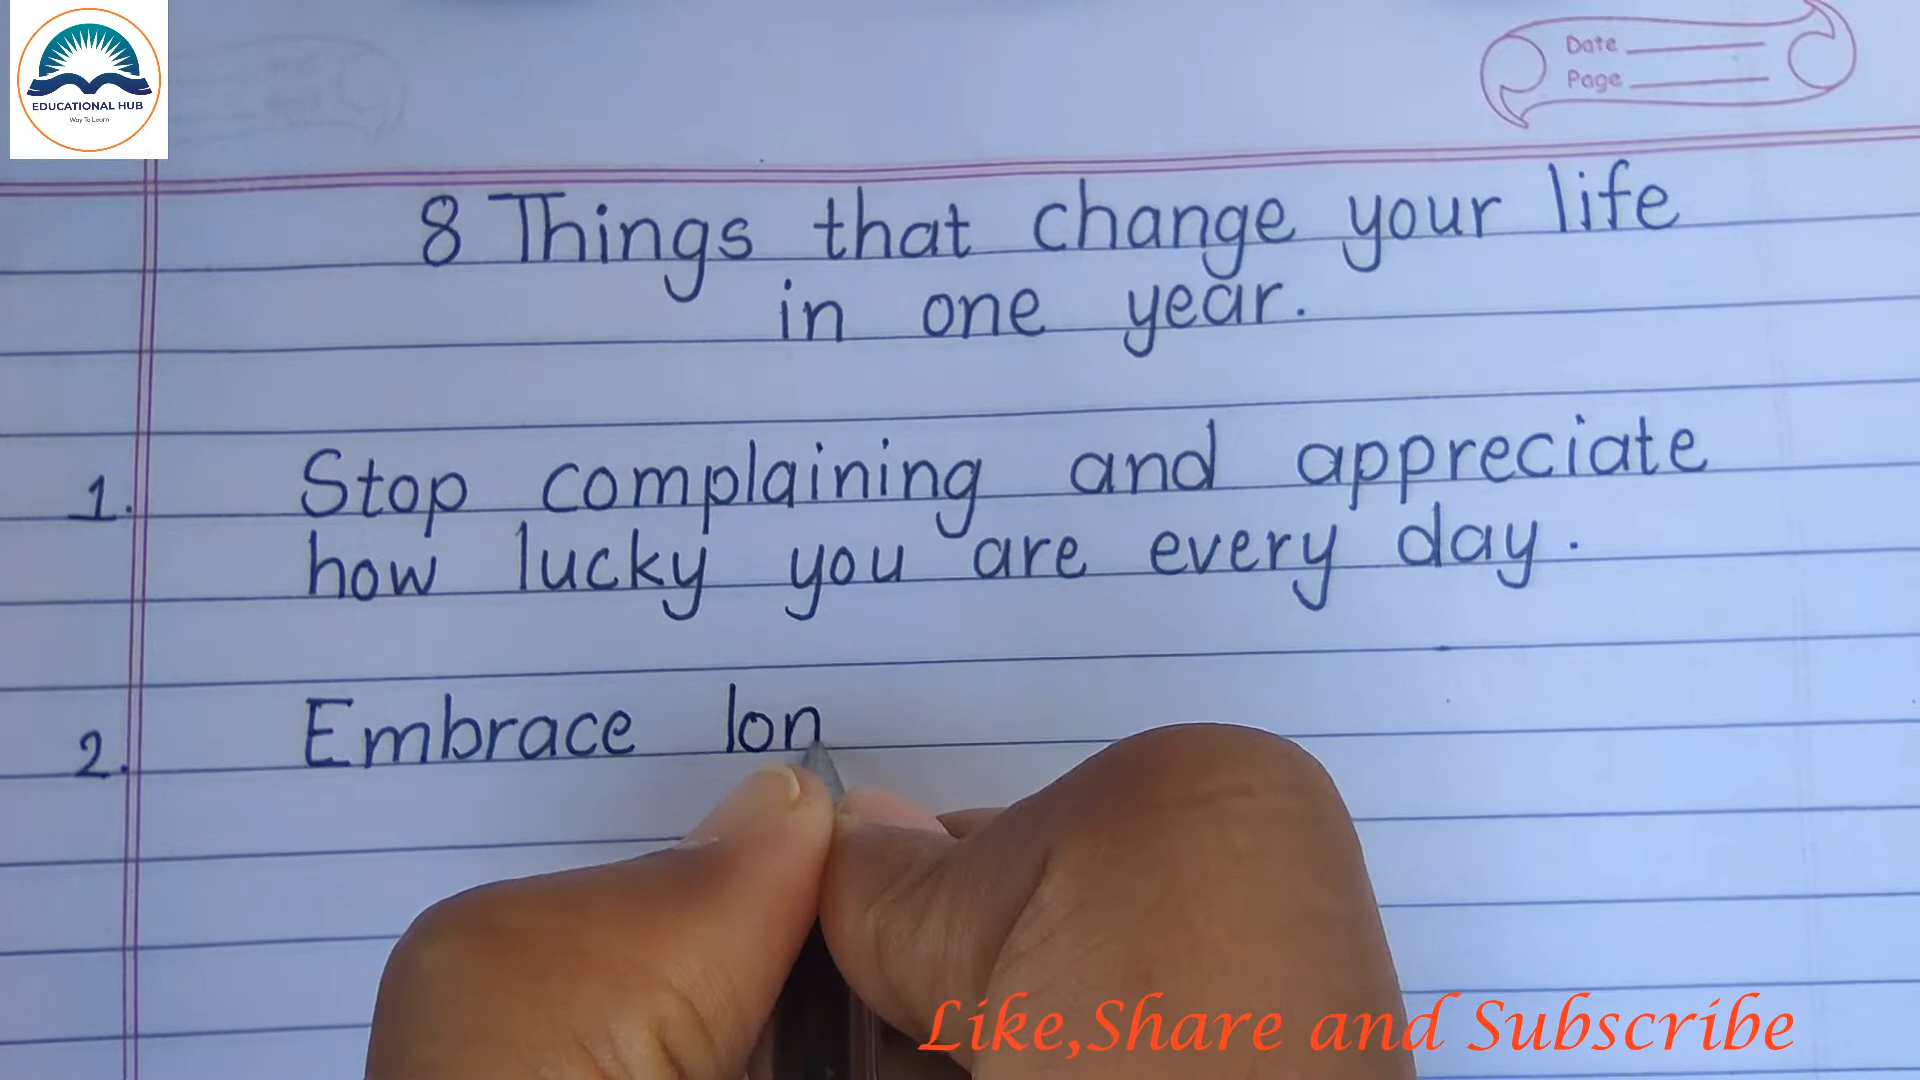 EDUCATIONAL HUB
Way To Learn
Date
Page
8 Things that change your life
in one year.
1. Stop complaining and appreciate
how lucky you are every day.
2. Embrace lon
Like,Share and Subscribe